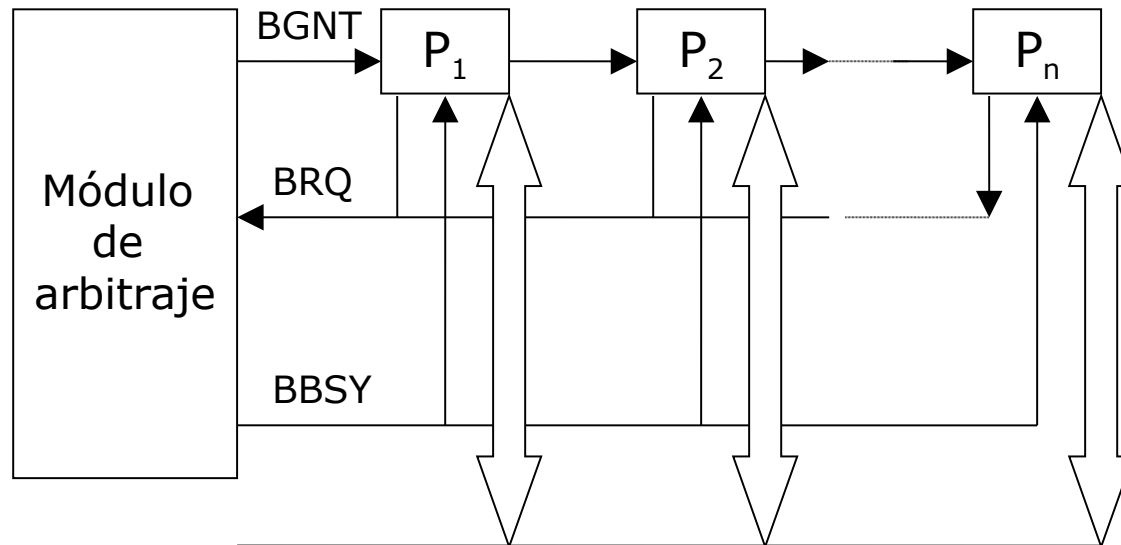 BGNT
P1
P2
Pn
BRQ
Módulo
de
arbitraje
BBSY